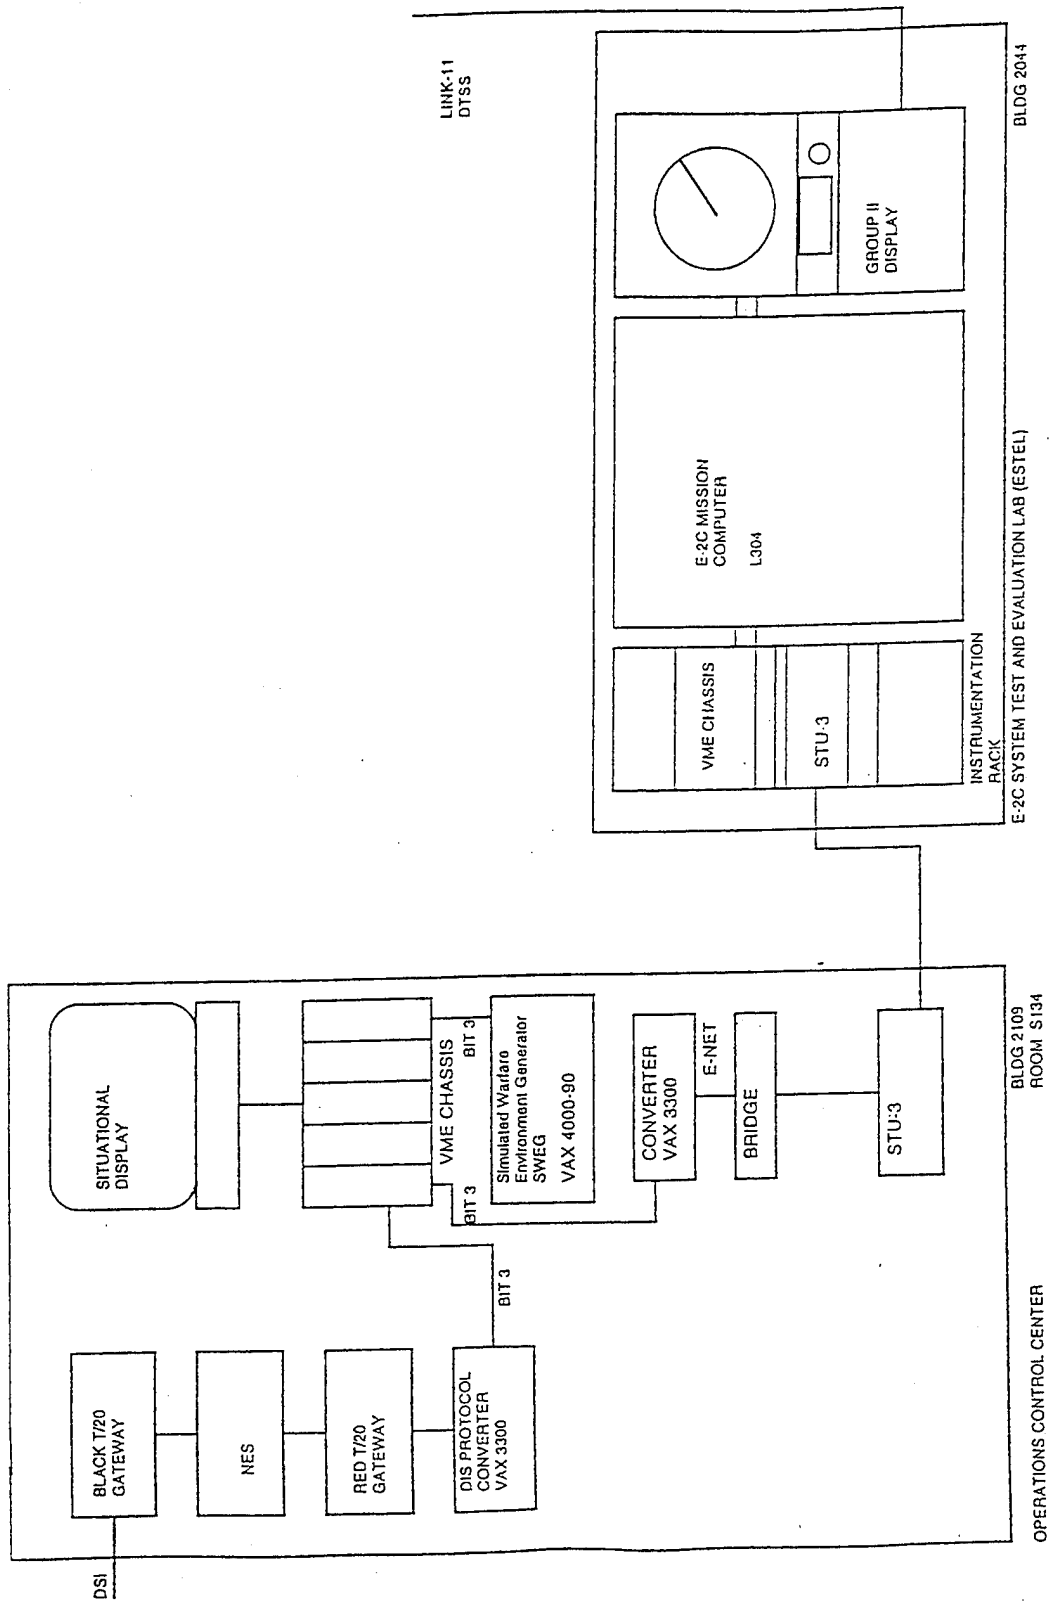 DSI
BLACK T/20
GATEWAY
NES
RED T/20
GATEWAY
DIS PROTOCOL
CONVERTER
VAX 3300
BIT 3
SITUATIONAL
DISPLAY
VME CHASSIS
BIT 3
BIT 3
Simulated Warfare
Environment Generator
SWEG
VAX 4000-90
CONVERTER
VAX 3300
E-NET
BRIDGE
STU-3
OPERATIONS CONTROL CENTER
BLDG 2109
ROOM S134
LINK-11
DTSS
VME CHASSIS
STU-3
INSTRUMENTATION
RACK
E-2C MISSION
COMPUTER
L304
GROUP II
DISPLAY
E-2C SYSTEM TEST AND EVALUATION LAB (ESTEL)
BLDG 2044